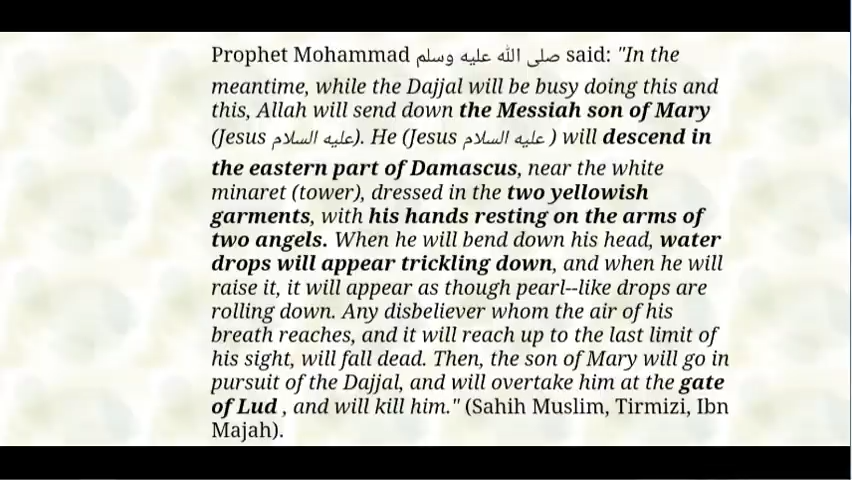 Prophet Mohammad صلى الله عليه وسلم said: "In the
meantime, while the Dajjal will be busy doing this and
this, Allah will send down the Messiah son of Mary
(Jesus عليه السلام). He (Jesus عليه السلام ) will descend in
the eastern part of Damascus, near the white
minaret (tower), dressed in the two yellowish
garments, with his hands resting on the arms of
two angels. When he will bend down his head, water
drops will appear trickling down, and when he will
raise it, it will appear as though pearl--like drops are
rolling down. Any disbeliever whom the air of his
breath reaches, and it will reach up to the last limit of
his sight, will fall dead. Then, the son of Mary will go in
pursuit of the Dajjal, and will overtake him at the gate
of Lud , and will kill him." (Sahih Muslim, Tirmizi, Ibn
Majah).